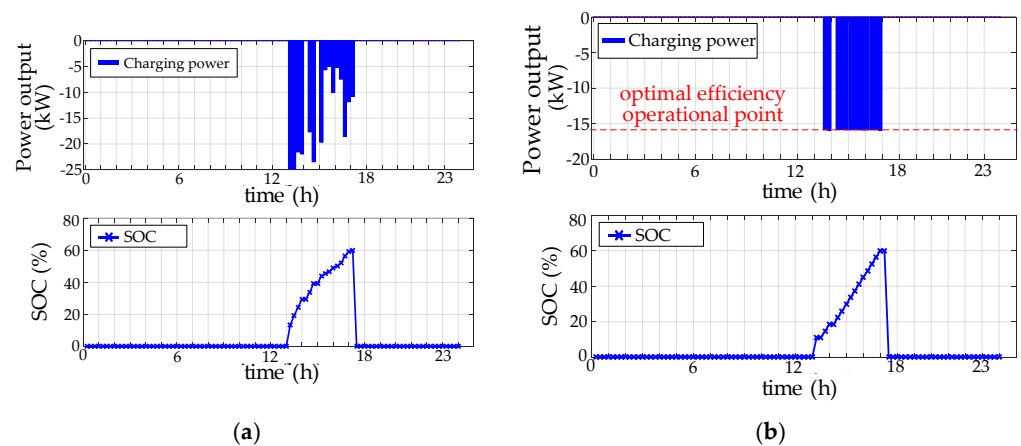 0
-5
-10
-15
-20
-25
Power output
(kW)
Charging power
0 6 12 18 23
time (h)
80
60
40
20
0
SOC (%)
SOC
0 6 12 18 23
time (h)
(a)
0
-5
-10
-15
-20
Power output
(kW)
Charging power
optimal efficiency
operational point
0 6 12 18 23
time (h)
80
60
40
20
0
SOC (%)
SOC
0 6 12 18 23
time (h)
(b)